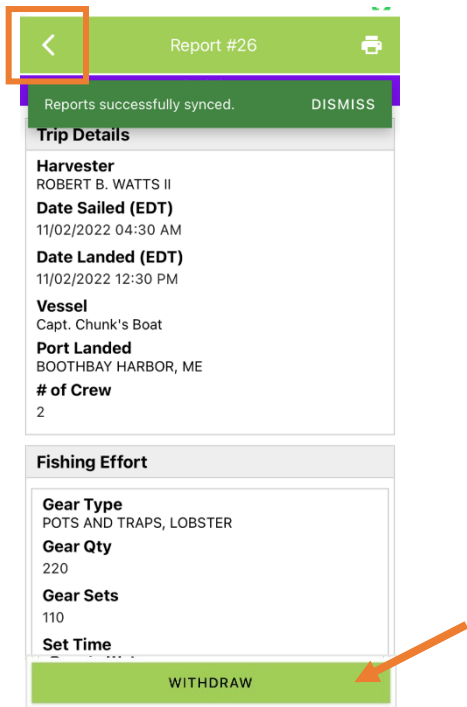 Report #26
Reports successfully synced. DISMISS
Trip Details
Harvester
ROBERT B. WATTS II
Date Sailed (EDT)
11/02/2022 04:30 AM
Date Landed (EDT)
11/02/2022 12:30 PM
Vessel
Capt. Chunk's Boat
Port Landed
BOOTHBAY HARBOR, ME
# of Crew
2
Fishing Effort
Gear Type
POTS AND TRAPS, LOBSTER
Gear Qty
220
Gear Sets
110
Set Time
WITHDRAW